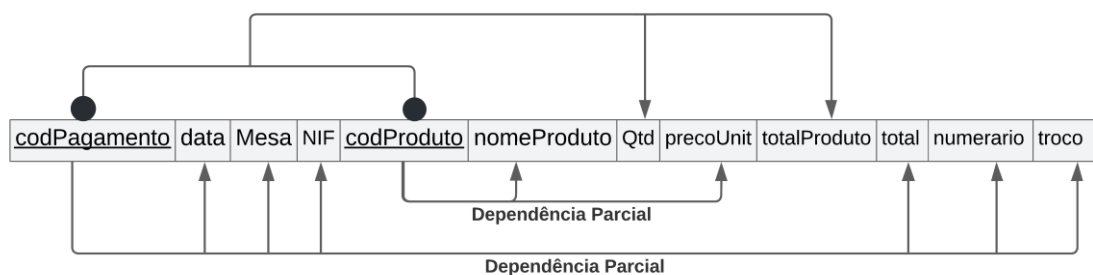 codPagamento data Mesa NIF codProduto nomeProduto Qtd precoUnit totalProduto total numerario troco
Dependência Parcial
Dependência Parcial